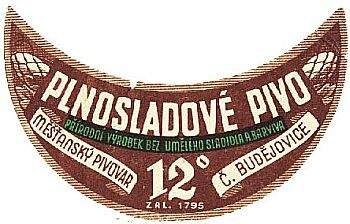 PLNOSLADOVÉ PIVO
PŘÍRODNÍ VÝROBEK BEZ UMĚLÉHO SLADIDLA A BARVIVA
MĚŠŤANSKÝ PIVOVAR
12°
Č. BUDĚJOVICE
ZAL. 1795